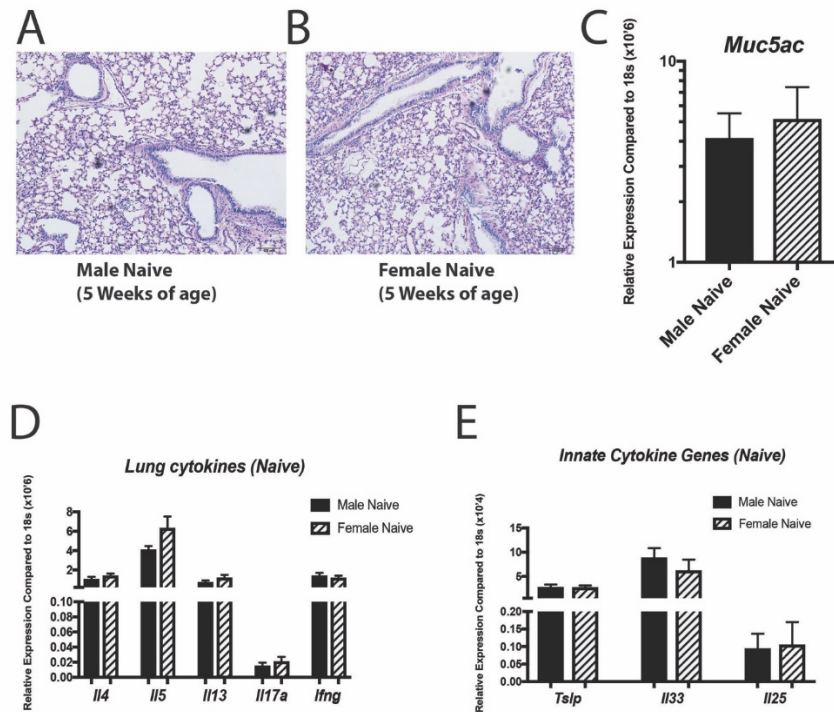 A
B
C
Muc5ac
Relative Expression Compared to 18s (x10^6)
10
1
Male Naive
Female Naive
Male Naive
(5 Weeks of age)
Female Naive
(5 Weeks of age)
D
Lung cytokines (Naive)
Relative Expression Compared to 18s (x10^6)
8
6
4
2
0.10
0.08
0.06
0.04
0.02
0.00
Male Naive
Female Naive
Il4 Il5 Il13 Il17a Ifng
E
Innate Cytokine Genes (Naive)
Relative Expression Compared to 18s (x10^4)
15
10
5
0.20
0.15
0.10
0.05
0.00
Male Naive
Female Naive
Tslp Il33 Il25